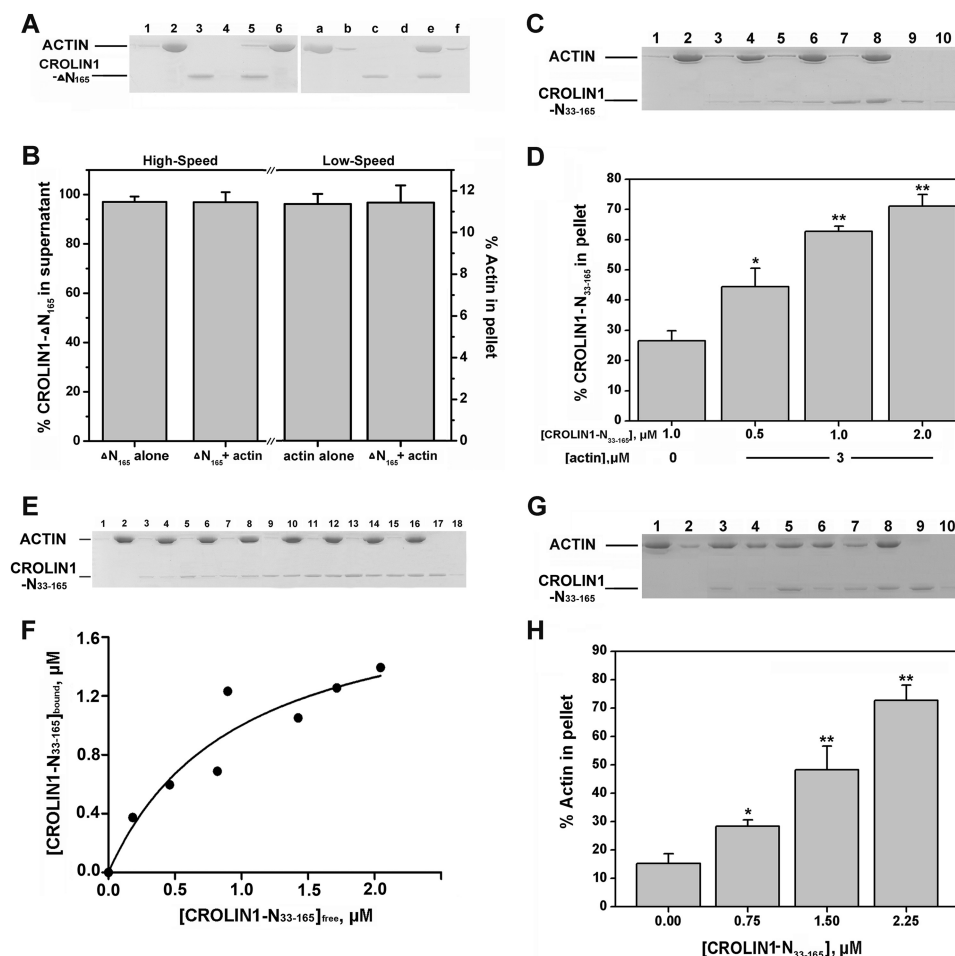 A
1 2 3 4 5 6 a b c d e f
ACTIN
CROLIN1
-▲N165
B
High-Speed Low-Speed
% CROLIN1-▲N165 in supernatant
100
80
60
40
20
0
12
10
8
6
4
2
0
% Actin in pellet
▲N165 alone ▲N165 + actin actin alone ▲N165 + actin
C
1 2 3 4 5 6 7 8 9 10
ACTIN
CROLIN1
-N33-165
D
% CROLIN1-N33-165 in pellet
80
70
60
50
40
30
20
10
0
* ** **
[CROLIN1-N33-165], μM 1.0 0.5 1.0 2.0
[actin],μM 0 3
E
1 2 3 4 5 6 7 8 9 10 11 12 13 14 15 16 17 18
ACTIN
CROLIN1
-N33-165
F
[CROLIN1-N33-165]bound, μM
1.6
1.2
0.8
0.4
0.0
0.0 0.5 1.0 1.5 2.0
[CROLIN1-N33-165]free, μM
G
1 2 3 4 5 6 7 8 9 10
ACTIN
CROLIN1
-N33-165
H
% Actin in pellet
90
80
70
60
50
40
30
20
10
0
* ** **
0.00 0.75 1.50 2.25
[CROLIN1-N33-165], μM